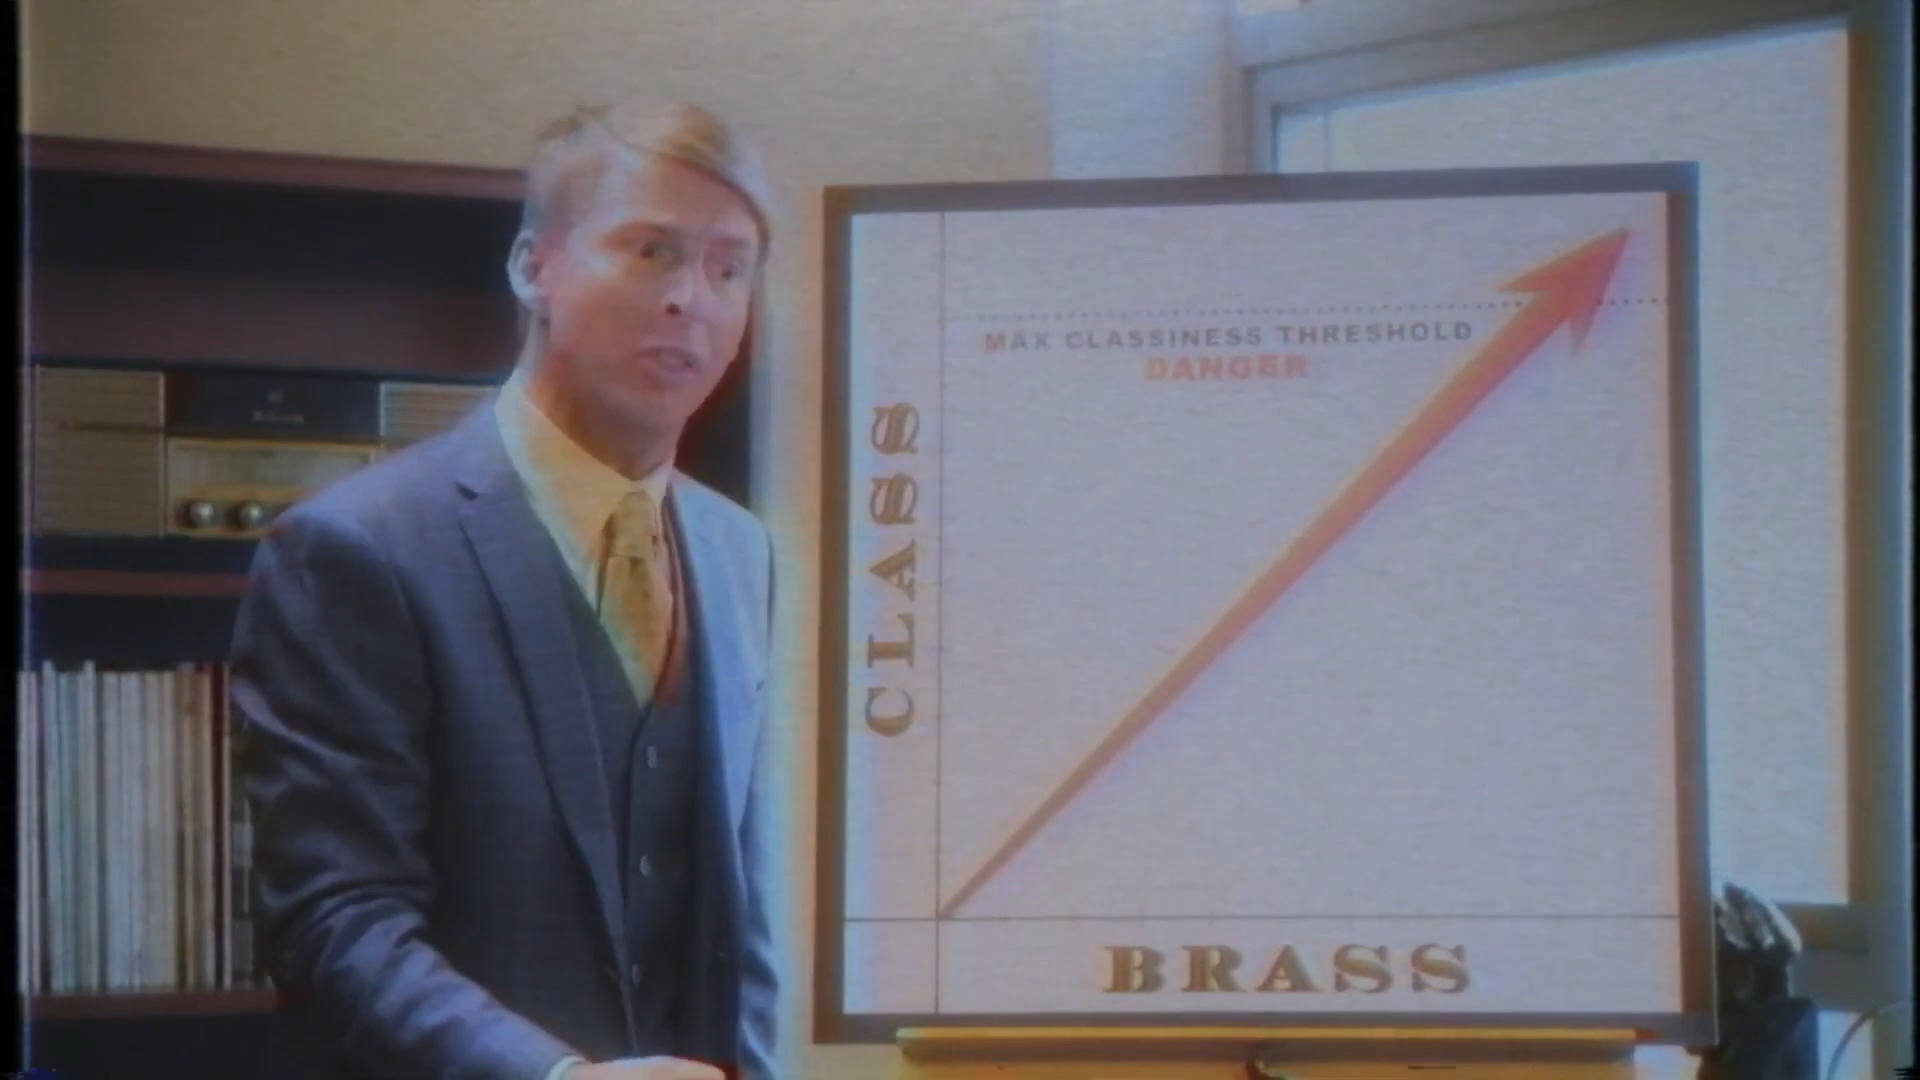 MAX CLASSINESS THRESHOLD
DANGER
CLASS
BRASS